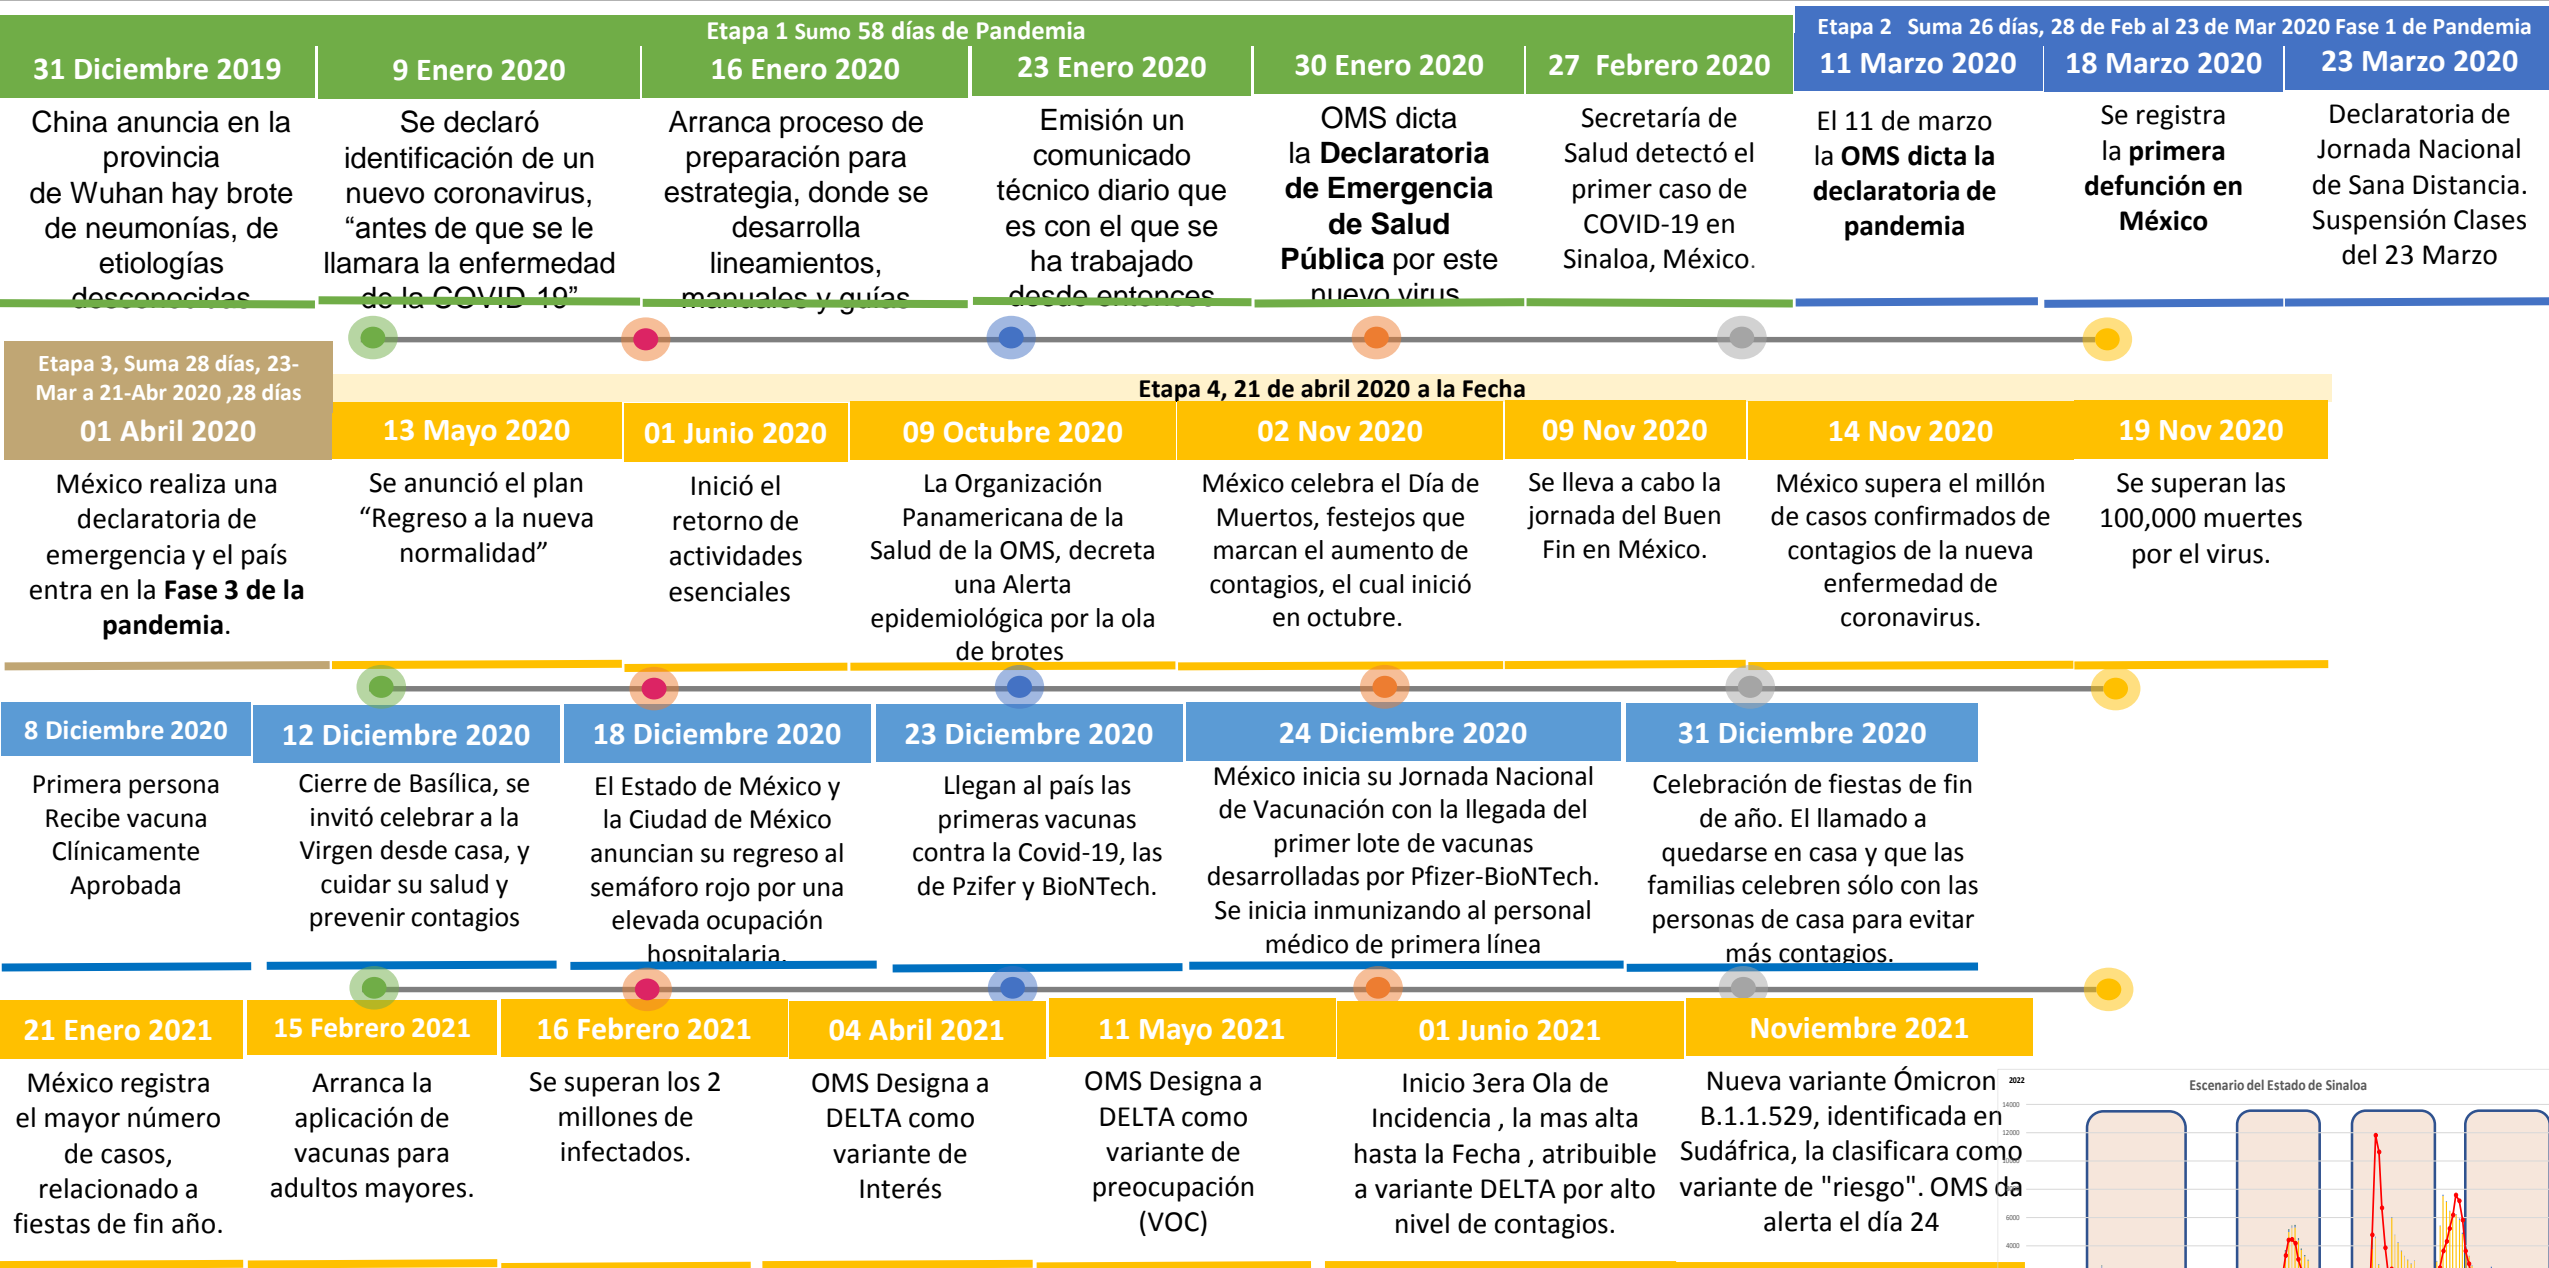 Etapa 1 Sumo 58 días de Pandemia
Etapa 2 Suma 26 días, 28 de Feb al 23 de Mar 2020 Fase 1 de Pandemia
31 Diciembre 2019
China anuncia en la
provincia
de Wuhan hay brote
de neumonías, de
etiologías
desconocidas
9 Enero 2020
Se declaró
identificación de un
nuevo coronavirus,
“antes de que se le
llamara la enfermedad
de la COVID-19”
16 Enero 2020
Arranca proceso de
preparación para
estrategia, donde se
desarrolla
lineamientos,
manuales y guías
23 Enero 2020
Emisión un
comunicado
técnico diario que
es con el que se
ha trabajado
desde entonces
30 Enero 2020
OMS dicta
la Declaratoria
de Emergencia
de Salud
Pública por este
nuevo virus
27 Febrero 2020
Secretaría de
Salud detectó el
primer caso de
COVID-19 en
Sinaloa, México.
11 Marzo 2020
El 11 de marzo
la OMS dicta la
declaratoria de
pandemia
18 Marzo 2020
Se registra
la primera
defunción en
México
23 Marzo 2020
Declaratoria de
Jornada Nacional
de Sana Distancia.
Suspensión Clases
del 23 Marzo
Etapa 3, Suma 28 días, 23-
Mar a 21-Abr 2020 ,28 días
Etapa 4, 21 de abril 2020 a la Fecha
01 Abril 2020
México realiza una
declaratoria de
emergencia y el país
entra en la Fase 3 de la
pandemia.
13 Mayo 2020
Se anunció el plan
“Regreso a la nueva
normalidad”
01 Junio 2020
Inició el
retorno de
actividades
esenciales
09 Octubre 2020
La Organización
Panamericana de la
Salud de la OMS, decreta
una Alerta
epidemiológica por la ola
de brotes
02 Nov 2020
México celebra el Día de
Muertos, festejos que
marcan el aumento de
contagios, el cual inició
en octubre.
09 Nov 2020
Se lleva a cabo la
jornada del Buen
Fin en México.
14 Nov 2020
México supera el millón
de casos confirmados de
contagios de la nueva
enfermedad de
coronavirus.
19 Nov 2020
Se superan las
100,000 muertes
por el virus.
8 Diciembre 2020
Primera persona
Recibe vacuna
Clínicamente
Aprobada
12 Diciembre 2020
Cierre de Basílica, se
invitó celebrar a la
Virgen desde casa, y
cuidar su salud y
prevenir contagios
18 Diciembre 2020
El Estado de México y
la Ciudad de México
anuncian su regreso al
semáforo rojo por una
elevada ocupación
hospitalaria.
23 Diciembre 2020
Llegan al país las
primeras vacunas
contra la Covid-19, las
de Pzifer y BioNTech.
24 Diciembre 2020
México inicia su Jornada Nacional
de Vacunación con la llegada del
primer lote de vacunas
desarrolladas por Pfizer-BioNTech.
Se inicia inmunizando al personal
médico de primera línea
31 Diciembre 2020
Celebración de fiestas de fin
de año. El llamado a
quedarse en casa y que las
familias celebren sólo con las
personas de casa para evitar
más contagios.
21 Enero 2021
México registra
el mayor número
de casos,
relacionado a
fiestas de fin año.
15 Febrero 2021
Arranca la
aplicación de
vacunas para
adultos mayores.
16 Febrero 2021
Se superan los 2
millones de
infectados.
04 Abril 2021
OMS Designa a
DELTA como
variante de
Interés
11 Mayo 2021
OMS Designa a
DELTA como
variante de
preocupación
(VOC)
01 Junio 2021
Inicio 3era Ola de
Incidencia , la mas alta
hasta la Fecha , atribuible
a variante DELTA por alto
nivel de contagios.
Noviembre 2021
Nueva variante Ómicron
B.1.1.529, identificada en
Sudáfrica, la clasificara como
variante de "riesgo". OMS da
alerta el día 24
2022
Escenario del Estado de Sinaloa
14000
12000
6000
4000